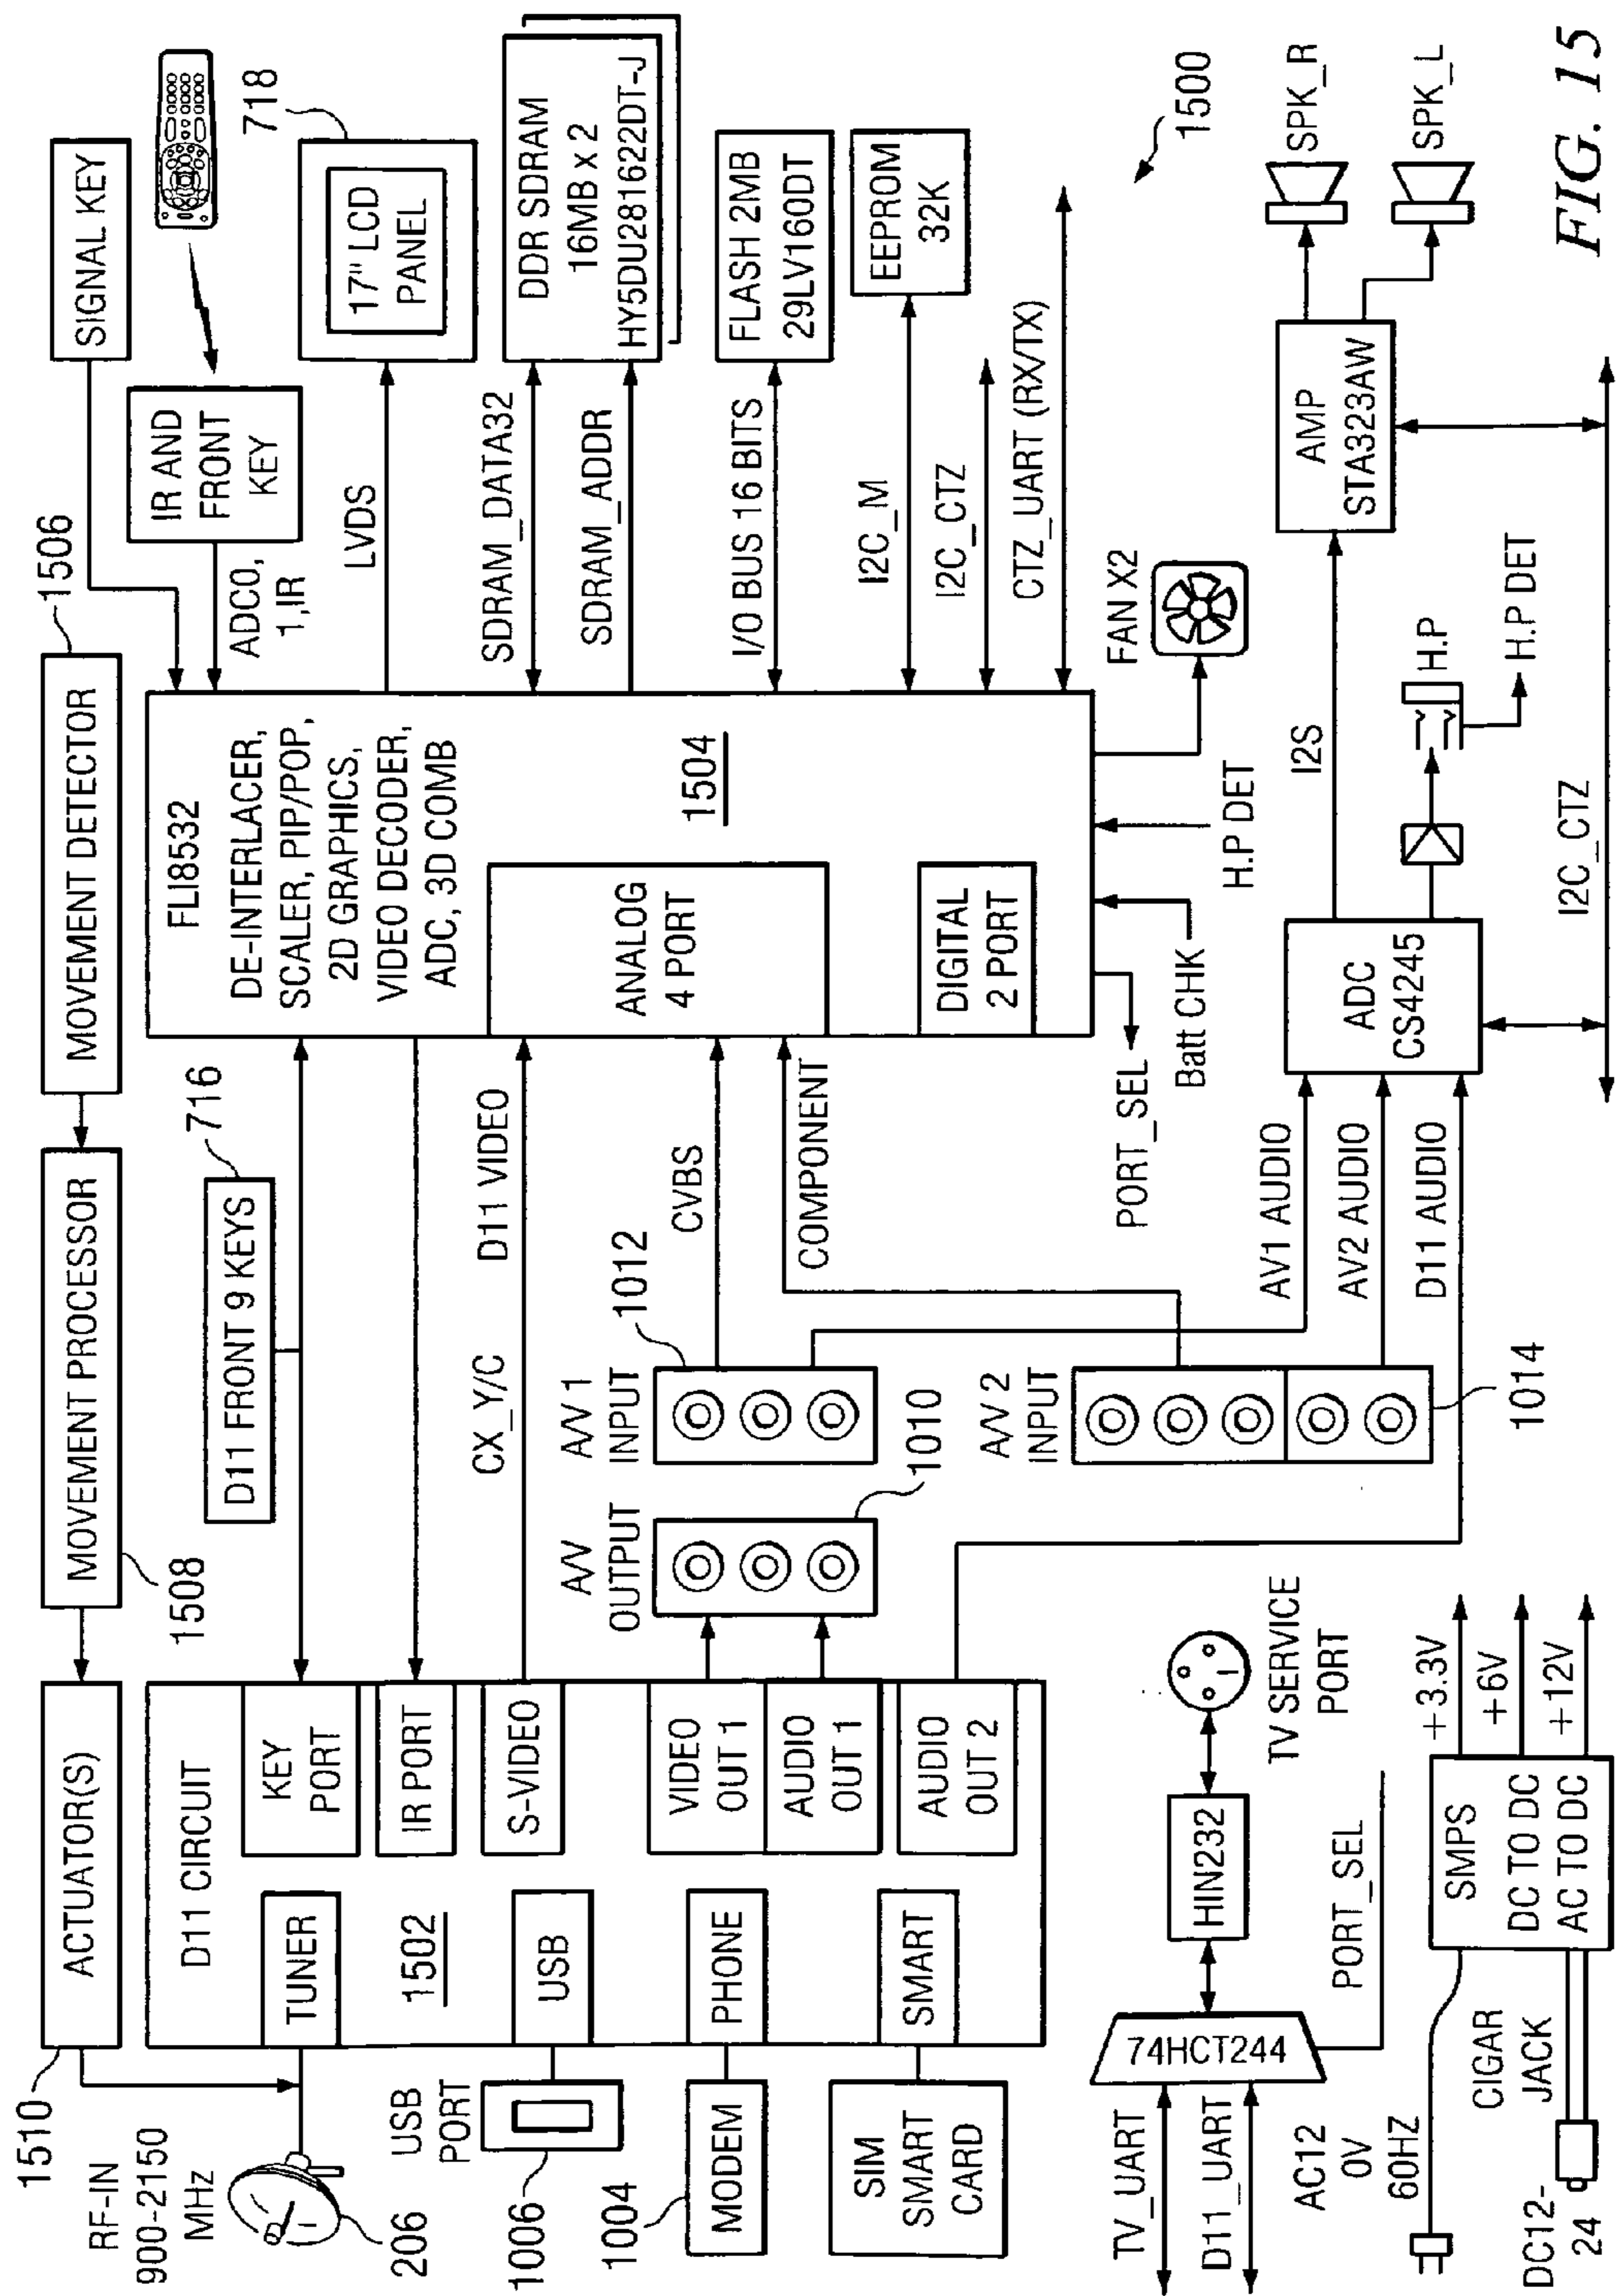 1510
ACTUATOR(S)
MOVEMENT PROCESSOR
1508
MOVEMENT DETECTOR
1506
SIGNAL KEY
RF-IN
900-2150
MHz
206
D11 CIRCUIT
TUNER
1502
KEY
PORT
IR PORT
S-VIDEO
USB
USB
PORT
1006
PHONE
MODEM
1004
SMART
SIM
SMART
CARD
VIDEO
OUT 1
AUDIO
OUT 1
AUDIO
OUT 2
D11 FRONT 9 KEYS
716
CX_Y/C
D11 VIDEO
A/V
OUTPUT
1010
A/V 1
INPUT
1012
CVBS
COMPONENT
A/V 2
INPUT
1014
FLI8532
DE-INTERLACER,
SCALER, PIP/POP,
2D GRAPHICS,
VIDEO DECODER,
ADC, 3D COMB
1504
ANALOG
4 PORT
DIGITAL
2 PORT
IR AND
FRONT
KEY
ADC0,
1,IR
LVDS
17" LCD
PANEL
718
SDRAM_DATA32
SDRAM_ADDR
DDR SDRAM
16MB x 2
HY5DU281622DT-J
I/O BUS 16 BITS
FLASH 2MB
29LV160DT
I2C_M
EEPROM
32K
I2C_CTZ
CTZ_UART (RX/TX)
1500
PORT_SEL
Batt CHK
H.P DET
FAN X2
AV1 AUDIO
AV2 AUDIO
D11 AUDIO
ADC
CS4245
I2S
H.P
H.P DET
AMP
STA323AW
SPK_R
SPK_L
I2C_CTZ
TV_UART
D11_UART
74HCT244
HIN232
TV SERVICE
PORT
PORT_SEL
AC12
0V
60HZ
CIGAR
JACK
DC12-
24
SMPS
DC TO DC
AC TO DC
+3.3V
+6V
+12V
FIG. 15